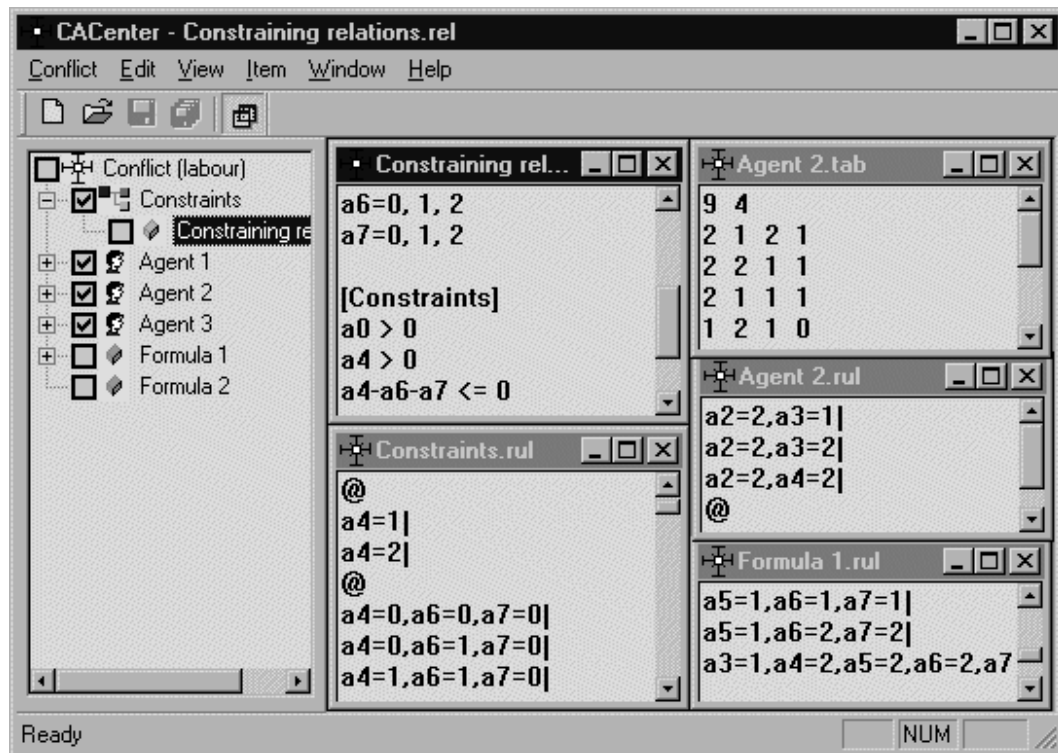 CACenter - Constraining relations.rel
Conflict Edit View Item Window Help
Conflict (labour)
Constraints
Constraining re
Agent 1
Agent 2
Agent 3
Formula 1
Formula 2
Constraining rel...
a6=0, 1, 2
a7=0, 1, 2
[Constraints]
a0 > 0
a4 > 0
a4-a6-a7 <= 0
Constraints.rul
@
a4=1|
a4=2|
@
a4=0,a6=0,a7=0|
a4=0,a6=1,a7=0|
a4=1,a6=1,a7=0|
Agent 2.tab
9 4
2 1 2 1
2 2 1 1
2 1 1 1
1 2 1 0
Agent 2.rul
a2=2,a3=1|
a2=2,a3=2|
a2=2,a4=2|
@
Formula 1.rul
a5=1,a6=1,a7=1|
a5=1,a6=2,a7=2|
a3=1,a4=2,a5=2,a6=2,a7
Ready
NUM